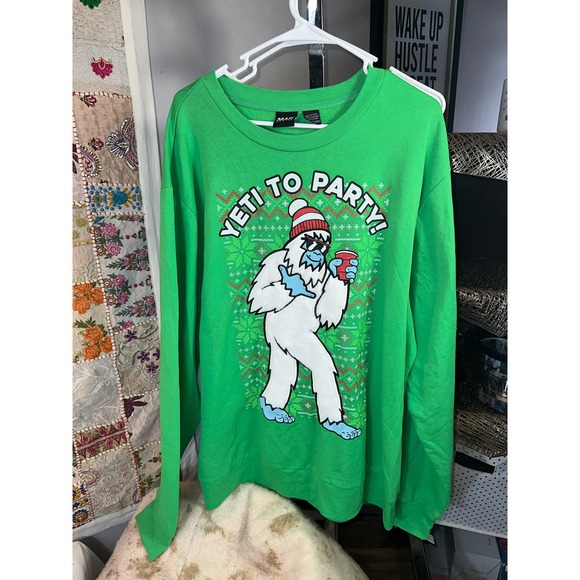 WAKE UP
HUSTLE
YETI TO PARTY!